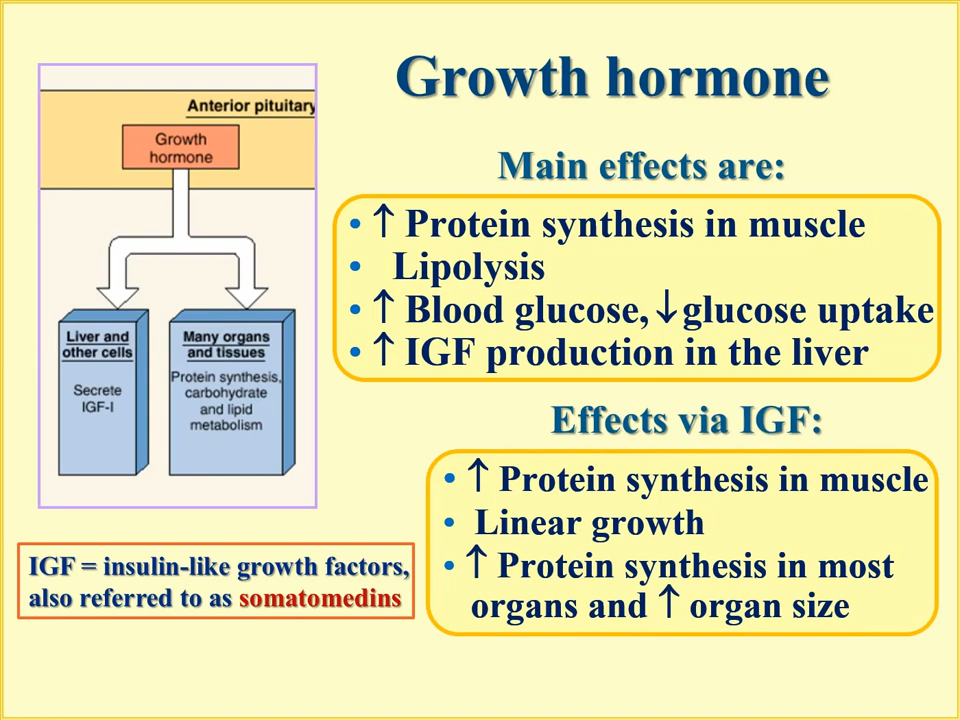 Growth hormone
Anterior pituitary
Growth
hormone
Liver and
other cells
Secrete
IGF-I
Many organs
and tissues
Protein synthesis,
carbohydrate
and lipid
metabolism
IGF = insulin-like growth factors,
also referred to as somatomedins
Main effects are:
• ↑ Protein synthesis in muscle
• Lipolysis
• ↑ Blood glucose, ↓ glucose uptake
• ↑ IGF production in the liver
Effects via IGF:
• ↑ Protein synthesis in muscle
• Linear growth
• ↑ Protein synthesis in most
organs and ↑ organ size